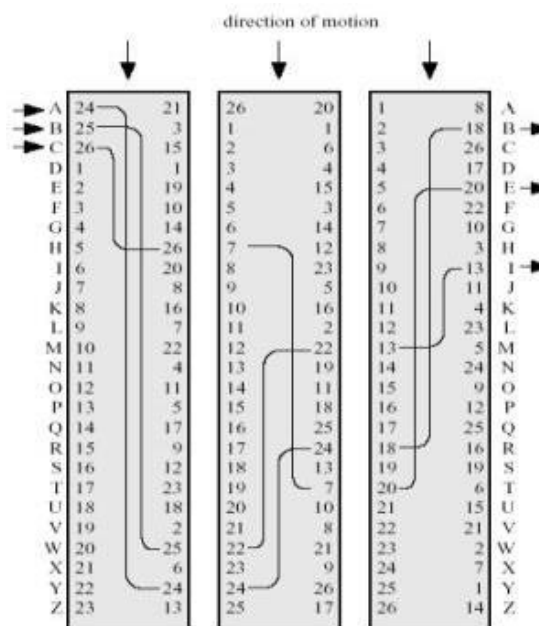 direction of motion
A 24 21 26 20 1 8 A
B 25 3 1 1 2 18 B
C 26 15 2 6 3 26 C
D 1 1 3 4 4 17 D
E 2 19 4 15 5 20 E
F 3 10 5 3 6 22 F
G 4 14 6 14 7 10 G
H 5 26 7 12 8 3 H
I 6 20 8 23 9 13 I
J 7 8 9 5 10 11 J
K 8 16 10 16 11 4 K
L 9 7 11 2 12 23 L
M 10 22 12 22 13 5 M
N 11 4 13 19 14 24 N
O 12 11 14 11 15 9 O
P 13 5 15 18 16 12 P
Q 14 17 16 25 17 25 Q
R 15 9 17 24 18 16 R
S 16 12 18 13 19 19 S
T 17 23 19 7 20 6 T
U 18 18 20 10 21 15 U
V 19 2 21 8 22 21 V
W 20 25 22 21 23 2 W
X 21 6 23 9 24 7 X
Y 22 24 24 26 25 1 Y
Z 23 13 25 17 26 14 Z